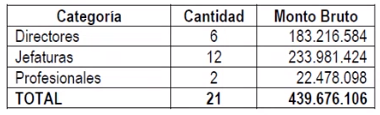 Categoría Cantidad Monto Bruto
Directores 6 183.216.584
Jefaturas 12 233.981.424
Profesionales 2 22.478.098
TOTAL 21 439.676.106